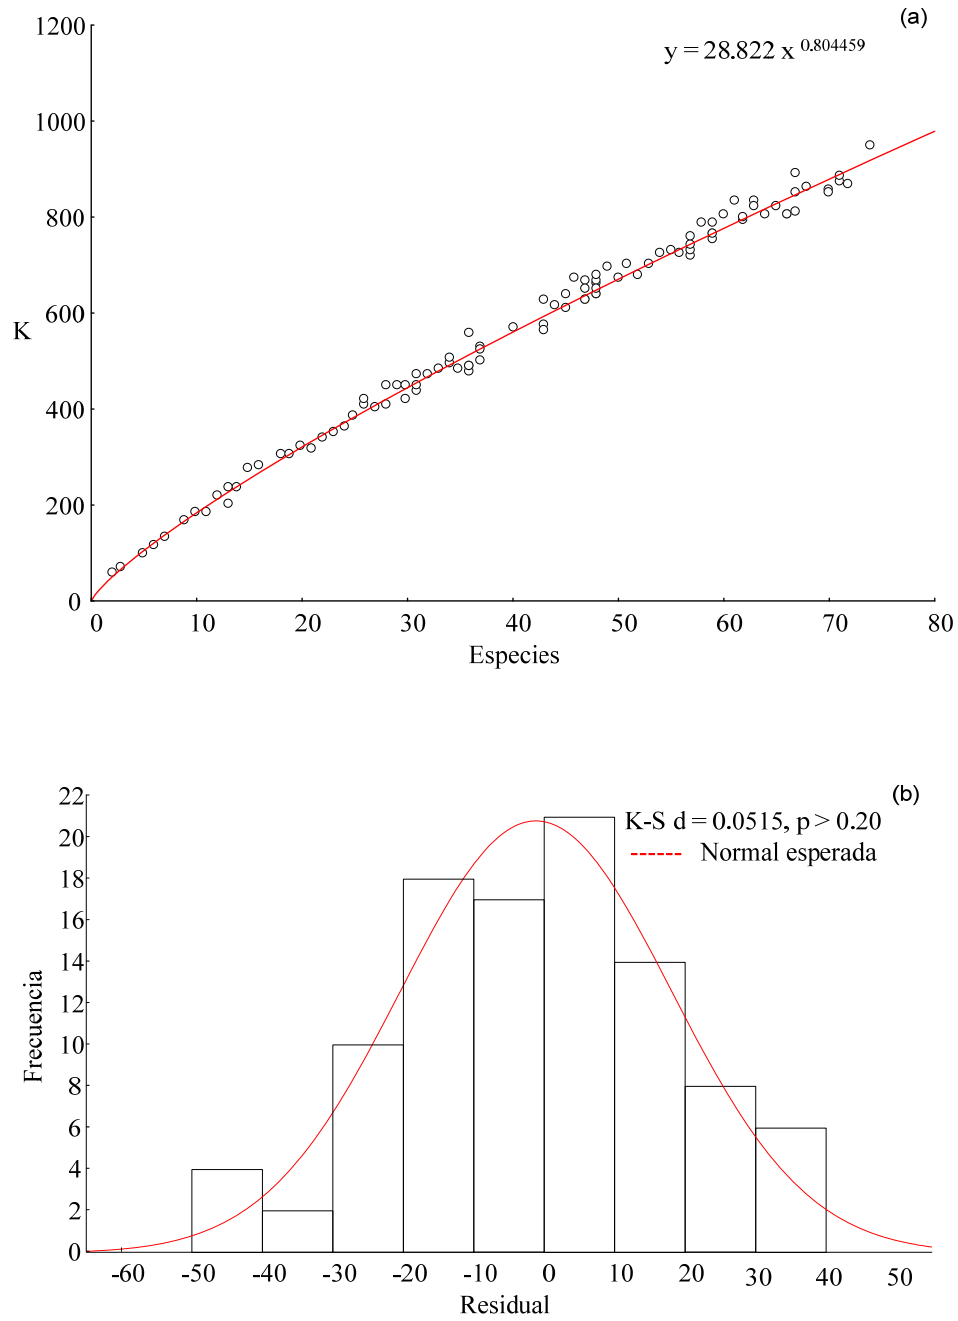 (a)
y = 28.822 x 0.804459
1200
1000
800
600
400
200
0
K
0 10 20 30 40 50 60 70 80
Especies
(b)
K-S d = 0.0515, p > 0.20
Normal esperada
22
20
18
16
14
12
10
8
6
4
2
0
Frecuencia
-60 -50 -40 -30 -20 -10 0 10 20 30 40 50
Residual